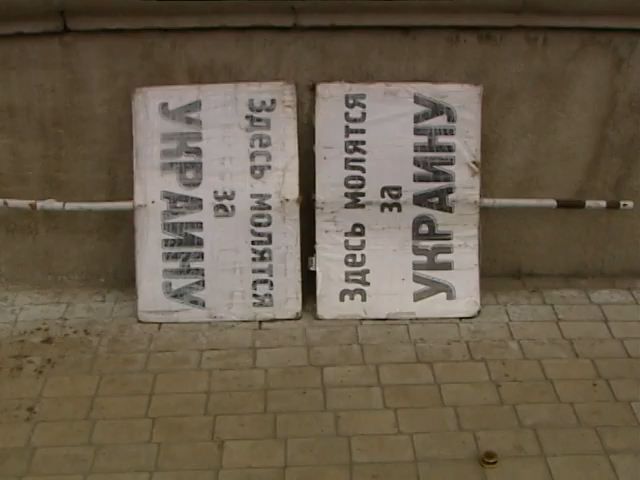 Здесь молятся
за
УКРАИНУ
Здесь молятся
за
УКРАИНУ